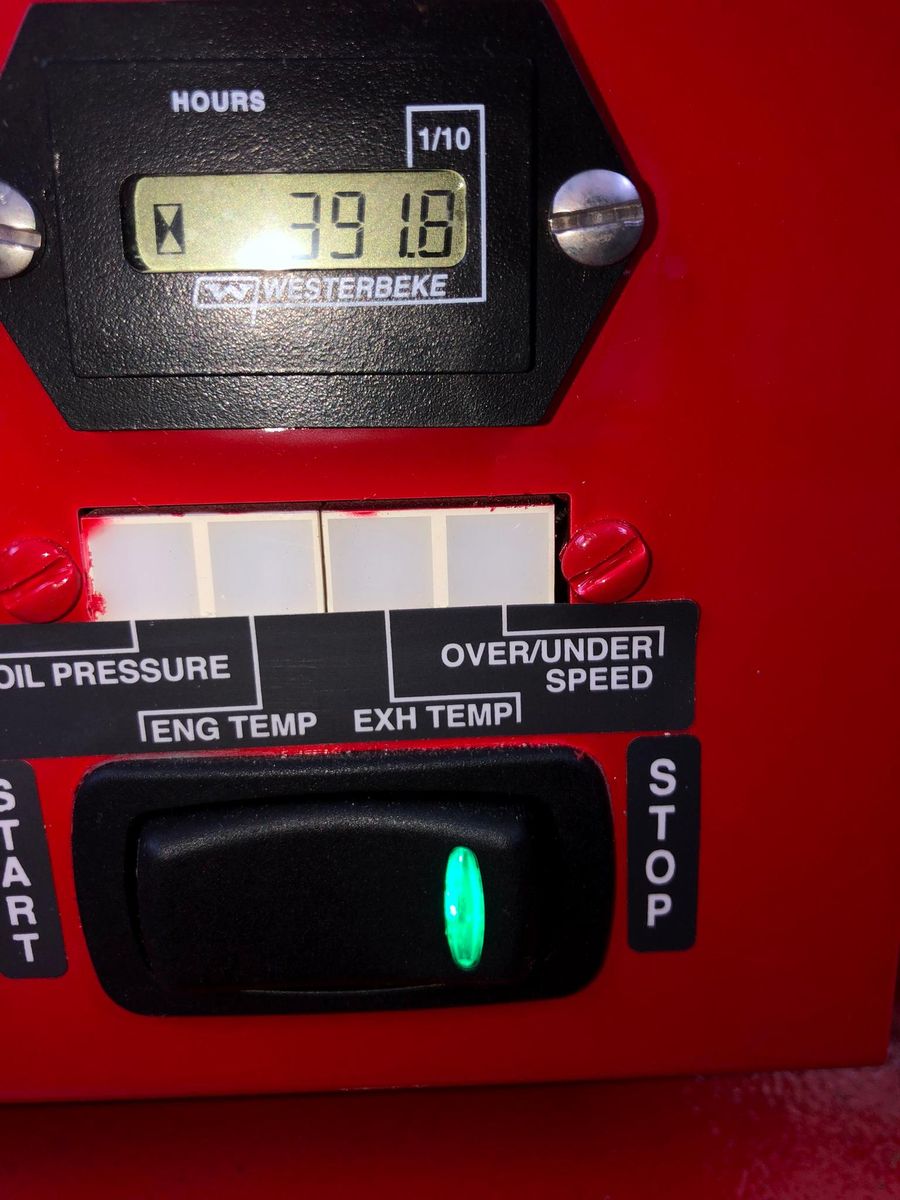 HOURS
1/10
391.8
WESTERBEKE
OIL PRESSURE
OVER/UNDER
SPEED
ENG TEMP
EXH TEMP
START
STOP